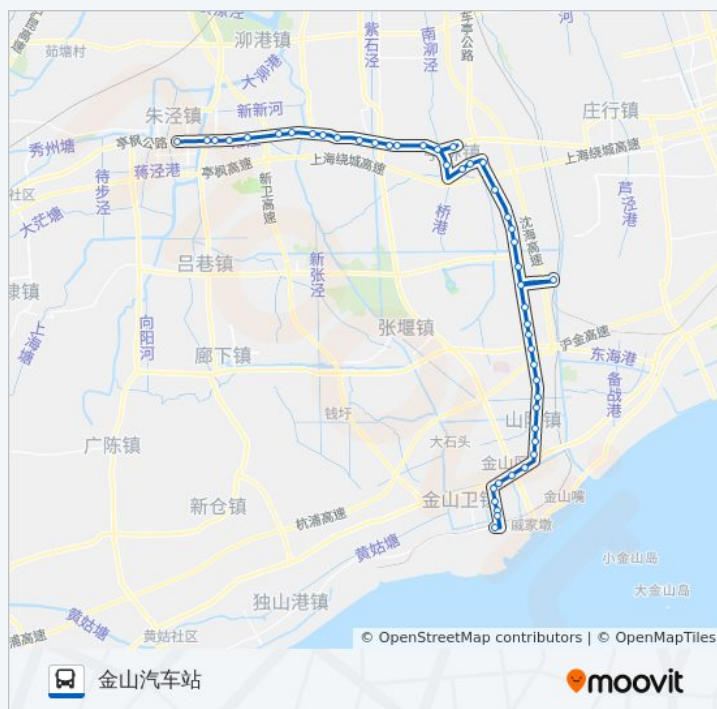 泖港镇
紫石泾
南泖泾
车亭公路
河
茹塘村
大泖港
朱泾镇
新新河
庄行镇
秀州塘
亭枫公路
蒋泾港
亭枫高速
上海绕城高速
上海绕城高速
社区
待步泾
大茫塘
新卫高速
桥港
沈海高速
芦泾港
吕巷镇
新张泾
上海塘
向阳河
张堰镇
沪金高速
东海港
廊下镇
备战港
钱圩
山阳镇
广陈镇
大石头
新仓镇
金山卫镇
金山嘴
杭浦高速
戚家墩
黄姑塘
小金山岛
大金山岛
独山港镇
黄姑塘
浦高速
黄姑社区
© OpenStreetMap contributors | © OpenMapTiles
金山汽车站
moovit